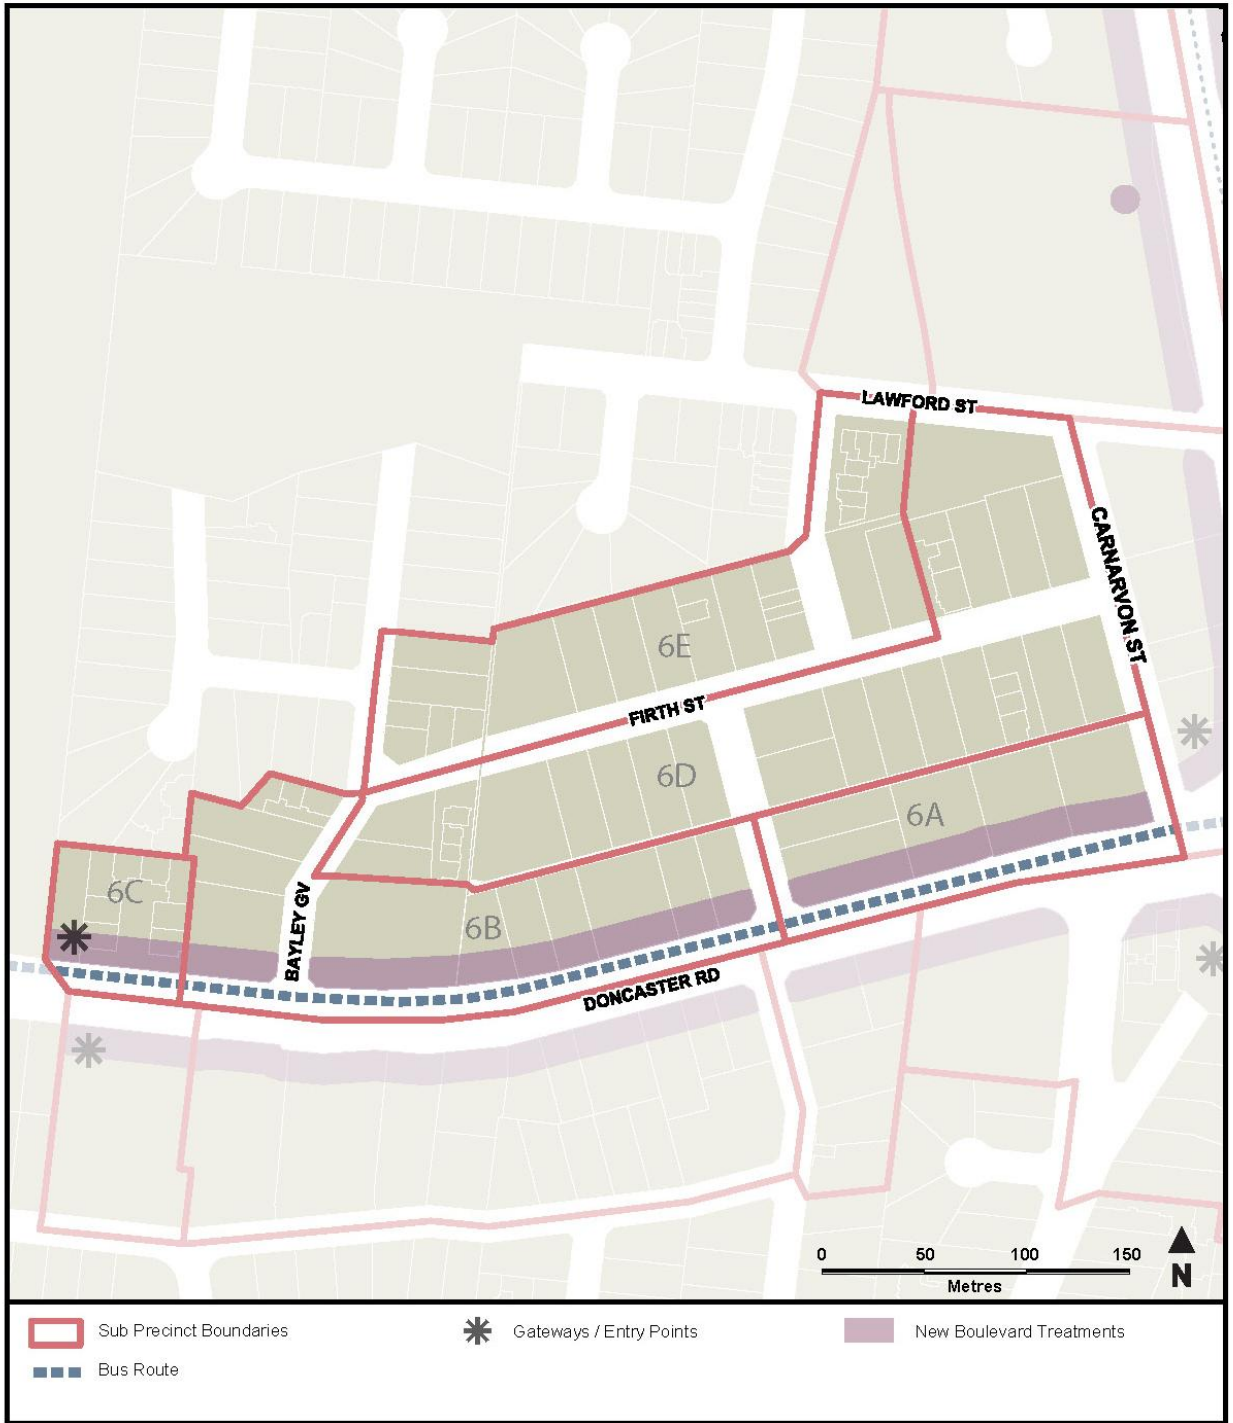 LAWFORD ST
CARNARVON ST
6E
FIRTH ST
6D
6A
6C
6B
BAYLEY GV
DONCASTER RD
0 50 100 150
Metres
N
Sub Precinct Boundaries
Gateways / Entry Points
New Boulevard Treatments
Bus Route